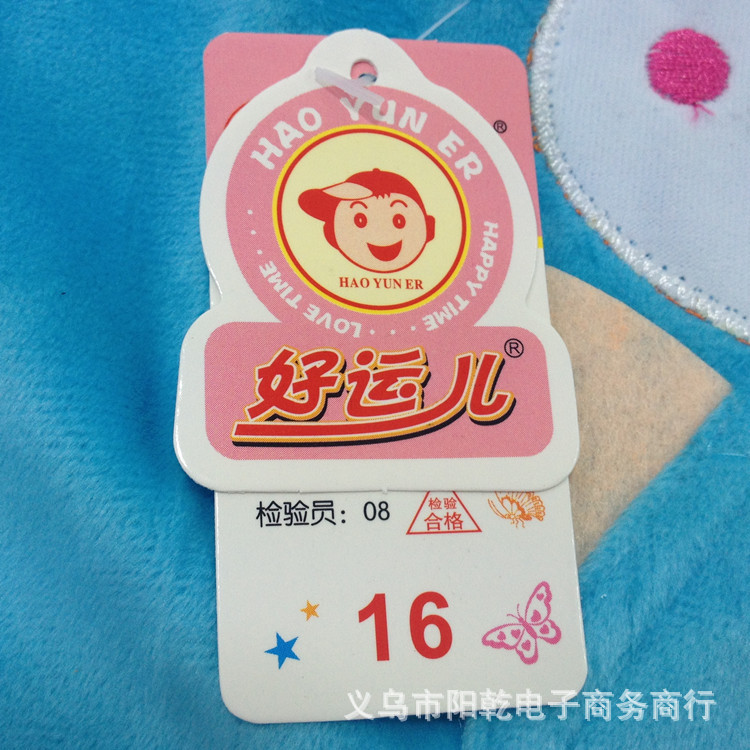 HAO YUN ER
®
HAO YUN ER
LOVE TIME · · · HAPPY TIME · · ·
好运儿®
检验员：08
检验
合格
16
义乌市阳乾电子商务商行